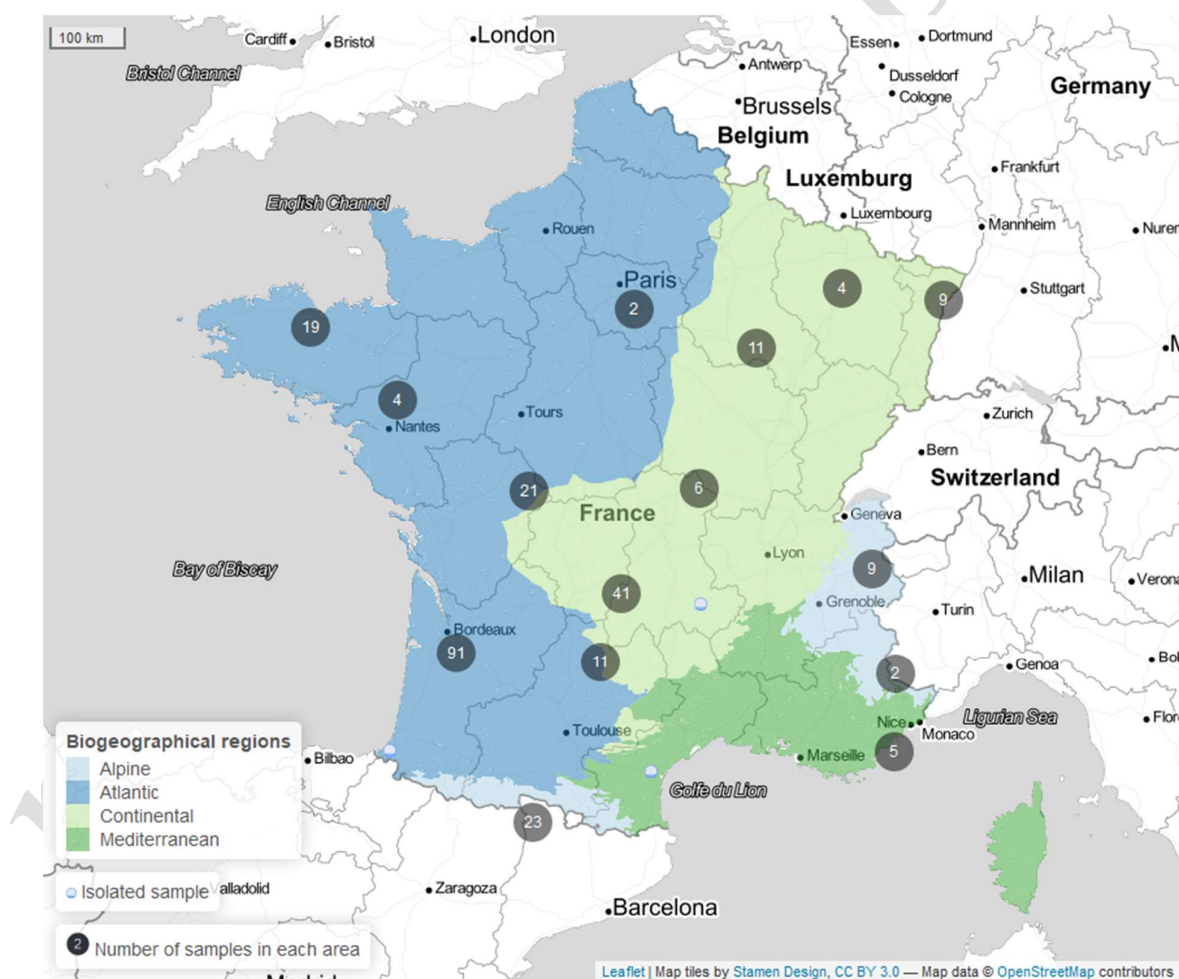 100 km
Cardiff
Bristol
London
Essen
Dortmund
Bristol Channel
Antwerp
Dusseldorf
Cologne
Germany
Brussels
Belgium
Frankfurt
Luxemburg
English Channel
Luxembourg
Rouen
Mannheim
Nurer
Paris
4
9
Stuttgart
2
19
11
4
Tours
Nantes
Zurich
Bern
21
6
Switzerland
France
Geneva
Bay of Biscay
Lyon
9
Milan
Verona
41
Grenoble
Turin
Bordeaux
91
11
2
Genoa
Bol
Nice
Ligurian Sea
Flore
Toulouse
Monaco
Marseille
5
Biogeographical regions
Bilbao
Alpine
Golfe du Lion
Atlantic
Continental
23
Mediterranean
Isolated sample
alladolid
Zaragoza
Barcelona
2 Number of samples in each area
Leaflet | Map tiles by Stamen Design, CC BY 3.0 — Map data © OpenStreetMap contributors